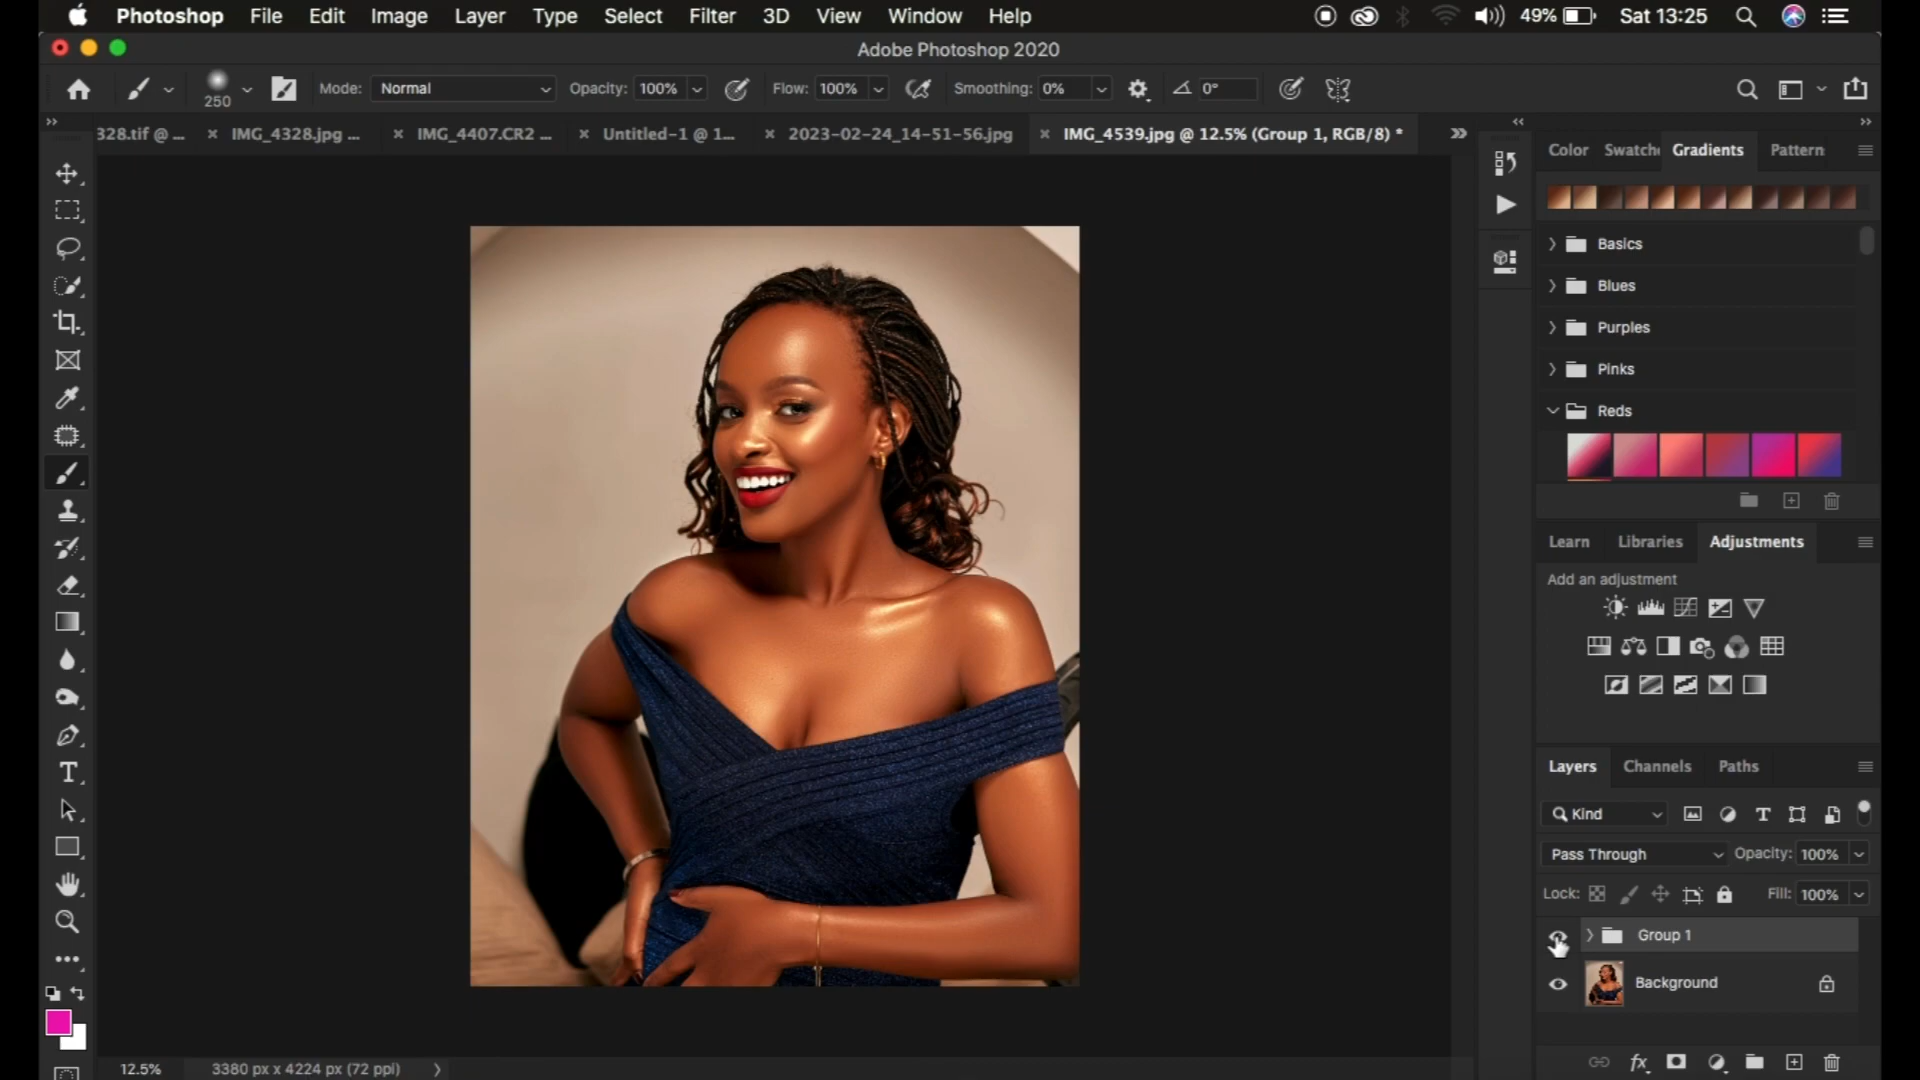 Photoshop File Edit Image Layer Type Select Filter 3D View Window Help 49% Sat 13:25
Adobe Photoshop 2020
250 Mode: Normal Opacity: 100% Flow: 100% Smoothing: 0% 0°
328.tif @ ... IMG_4328.jpg ... IMG_4407.CR2 ... Untitled-1 @ 1... 2023-02-24_14-51-56.jpg IMG_4539.jpg @ 12.5% (Group 1, RGB/8) *
Color Swatche Gradients Pattern
Basics
Blues
Purples
Pinks
Reds
Learn Libraries Adjustments
Add an adjustment
Layers Channels Paths
Kind
Pass Through Opacity: 100%
Lock: Fill: 100%
Group 1
Background
12.5% 3380 px x 4224 px (72 ppi)